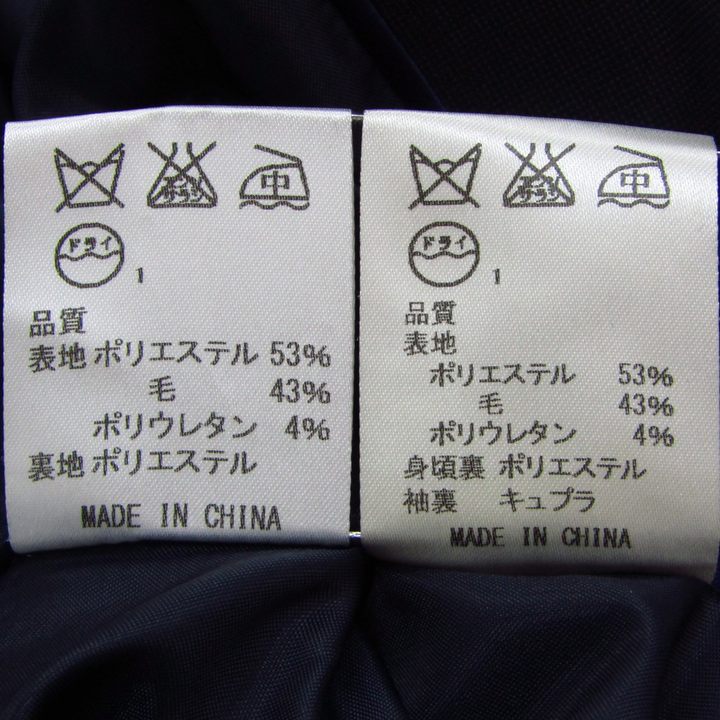 中
ドライ
1
品質
表地 ポリエステル 53%
毛 43%
ポリウレタン 4%
裏地 ポリエステル
MADE IN CHINA
中
ドライ
1
品質
表地
ポリエステル 53%
毛 43%
ポリウレタン 4%
身頃裏 ポリエステル
袖裏 キュプラ
MADE IN CHINA